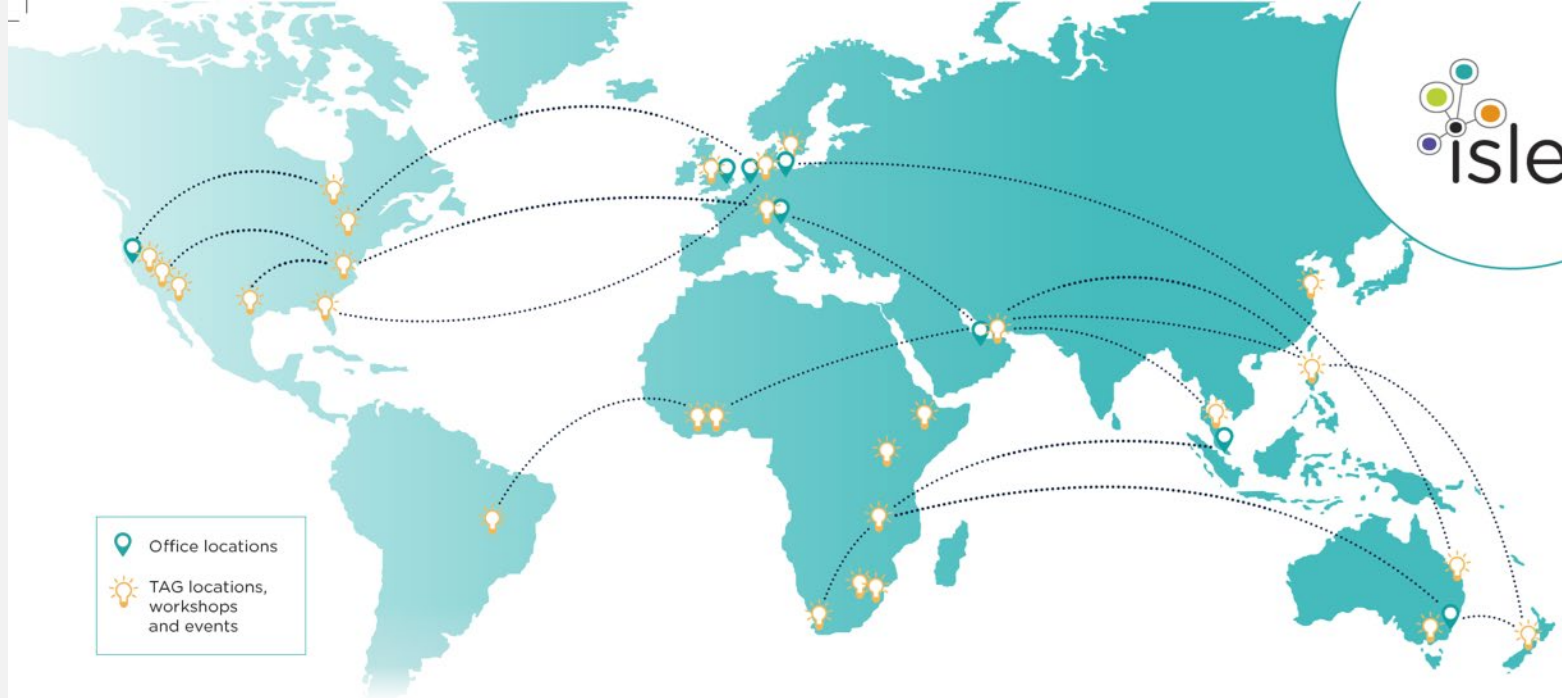 isle
Office locations
TAG locations,
workshops
and events